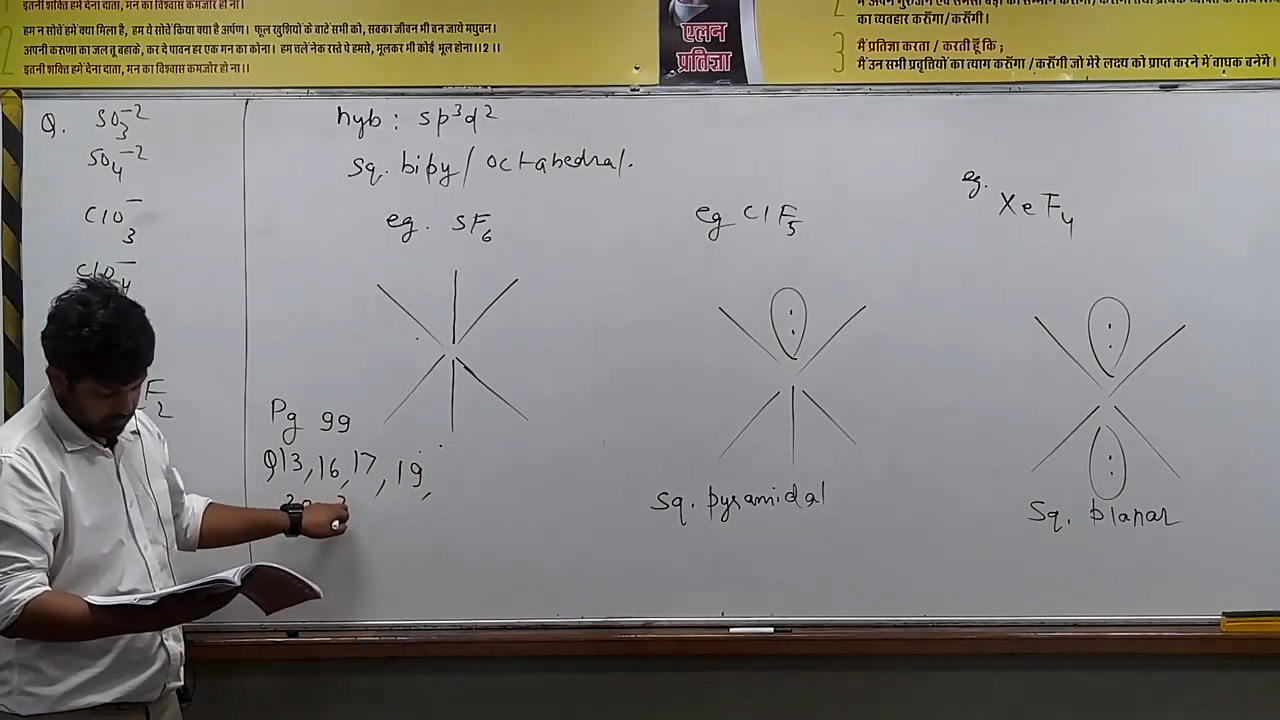 इतनी शक्ति हमें देना दाता, मन का विश्वास कमजोर हो ना।।
2
हम न सोचें हमें क्या मिला है, हम ये सोचें किया क्या है अर्पण। फूल खुशियों के बाटें सभी को, सबका जीवन भी बन जाये मधुवन।
अपनी करुणा का जल तू बहाके, कर दे पावन हर एक मन का कोना। हम चलें नेक रस्ते पे हमसे, भूलकर भी कोई भूल होना।।2।।
इतनी शक्ति हमें देना दाता, मन का विश्वास कमजोर हो ना।।
एलन
प्रतिज्ञा
का व्यवहार करुँगा/करुँगी।
3
मैं प्रतिज्ञा करता / करती हूँ कि ;
मैं उन सभी प्रवृत्तियों का त्याग करुँगा /करुँगी जो मेरे लक्ष्य को प्राप्त करने में बाधक बनेंगे।
Q. SO3^-2
SO4^-2
ClO3^-
ClO4^-
F2
hyb: sp³d²
Sq. bipy/octahedral.
eg. SF6
eg ClF5
eg. XeF4
Sq. pyramidal
Sq. planar
Pg 99
Q13, 16, 17, 19,